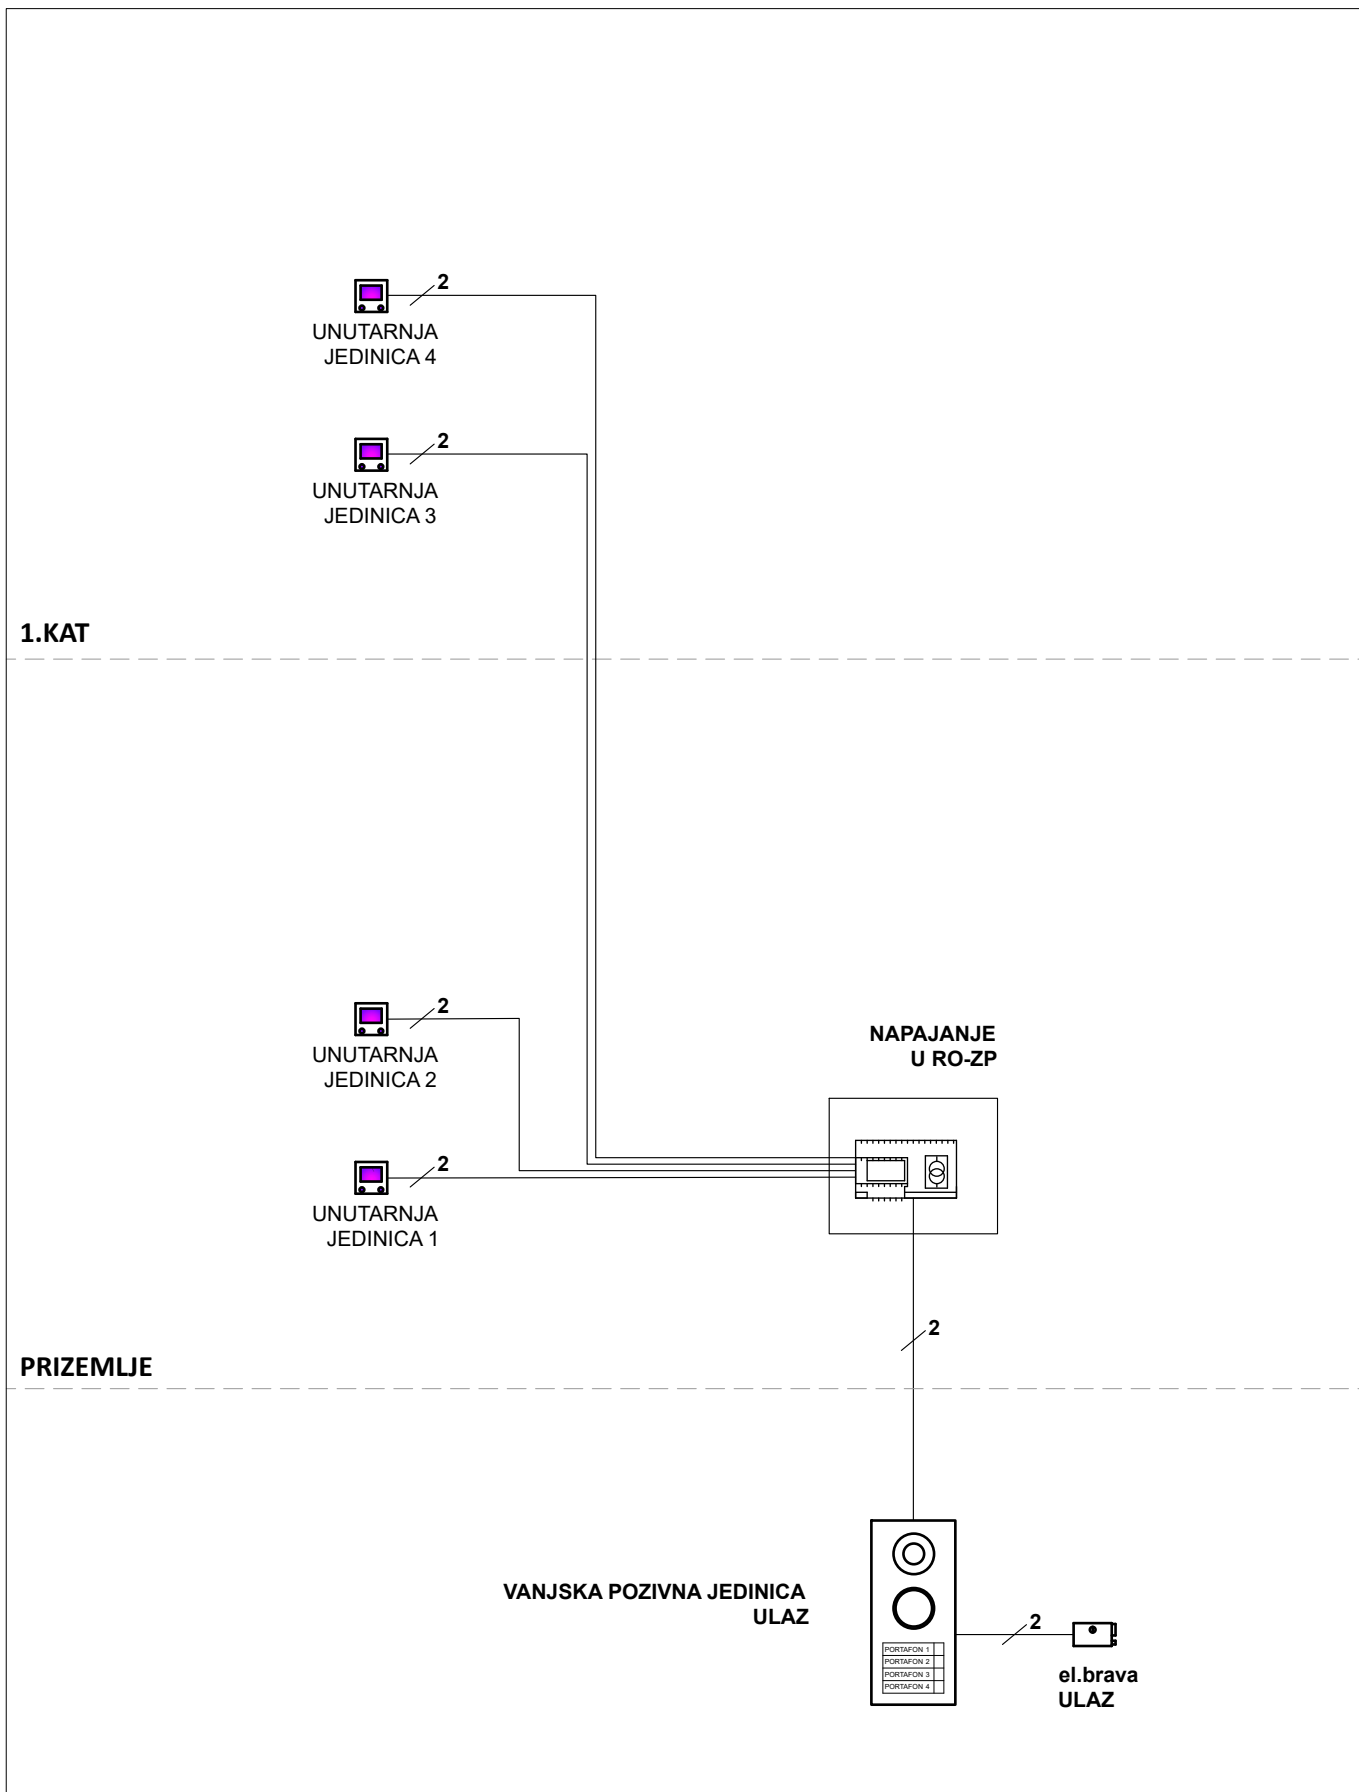 2
UNUTARNJA
JEDINICA 4
2
UNUTARNJA
JEDINICA 3
1.KAT
2
UNUTARNJA
JEDINICA 2
NAPAJANJE
U RO-ZP
2
UNUTARNJA
JEDINICA 1
2
PRIZEMLJE
VANJSKA POZIVNA JEDINICA
ULAZ
PORTAFON 1
PORTAFON 2
PORTAFON 3
PORTAFON 4
2
el.brava
ULAZ